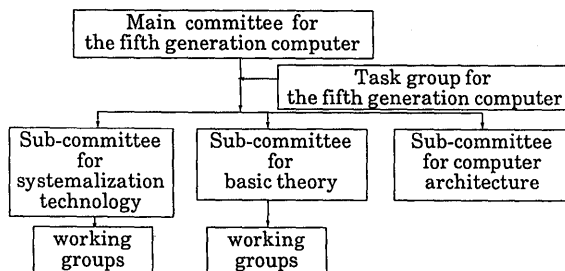 Main committee for
the fifth generation computer
Task group for
the fifth generation computer
Sub-committee
for
systemalization
technology
Sub-committee
for
basic theory
Sub-committee
for computer
architecture
working
groups
working
groups